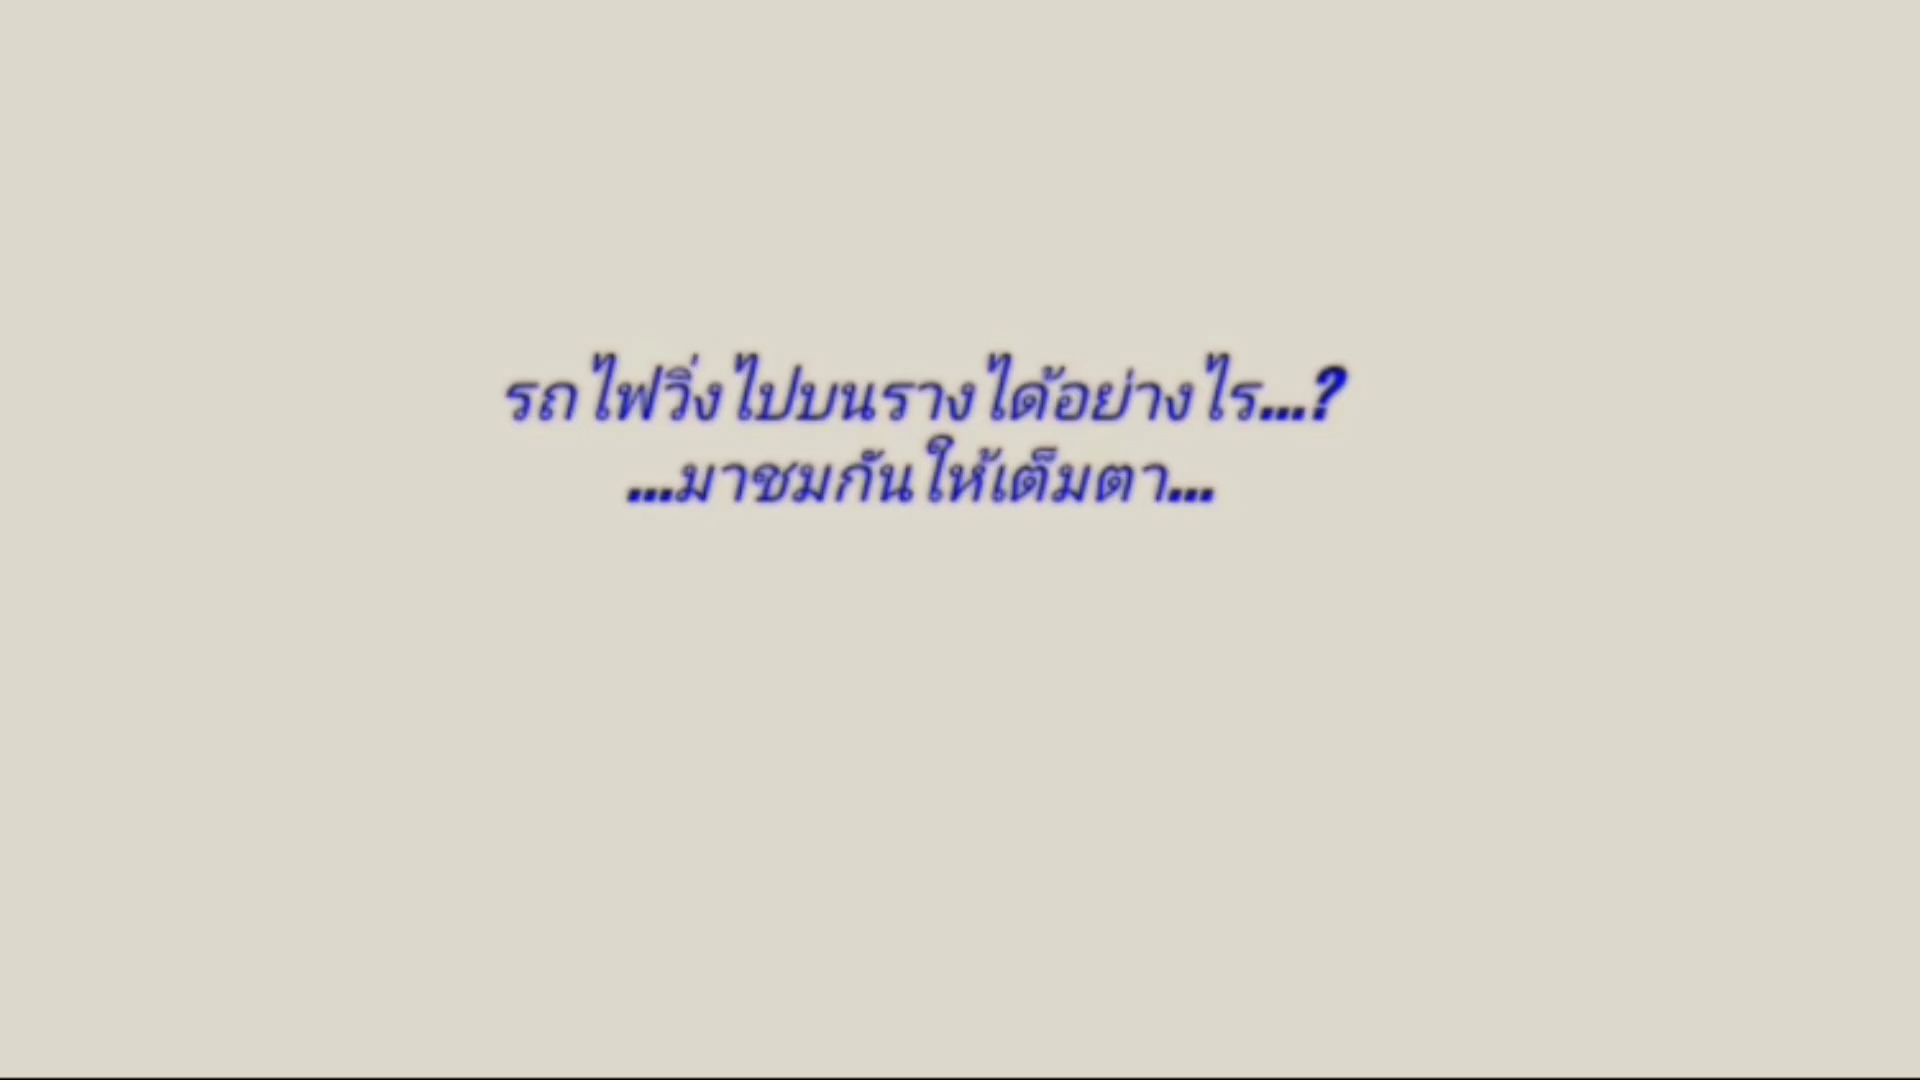 รถไฟวิ่งไปบนรางได้อย่างไร...?
...มาชมกันให้เต็มตา...